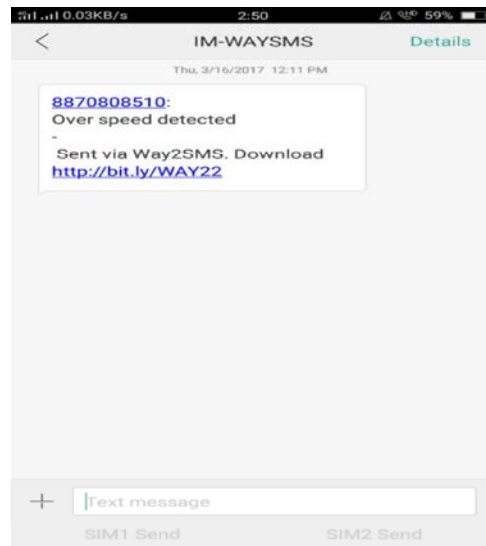 0.03KB/s 2:50 59%
< IM-WAYSMS Details
Thu, 3/16/2017 12:11 PM
8870808510:
Over speed detected
-
Sent via Way2SMS. Download
http://bit.ly/WAY22
Text message
SIM1 Send SIM2 Send